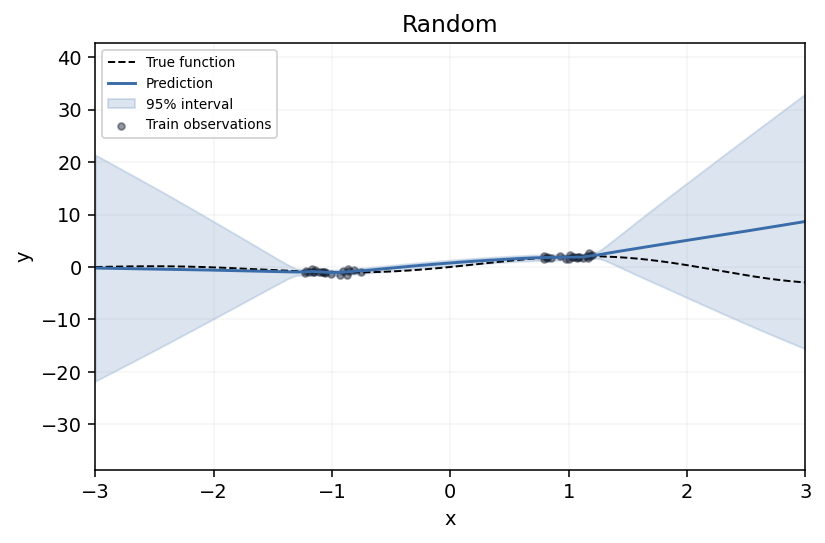 Random
40
30
20
10
0
−10
−20
−30
True function
Prediction
95% interval
Train observations
y
−3
−2
−1
0
1
2
3
x